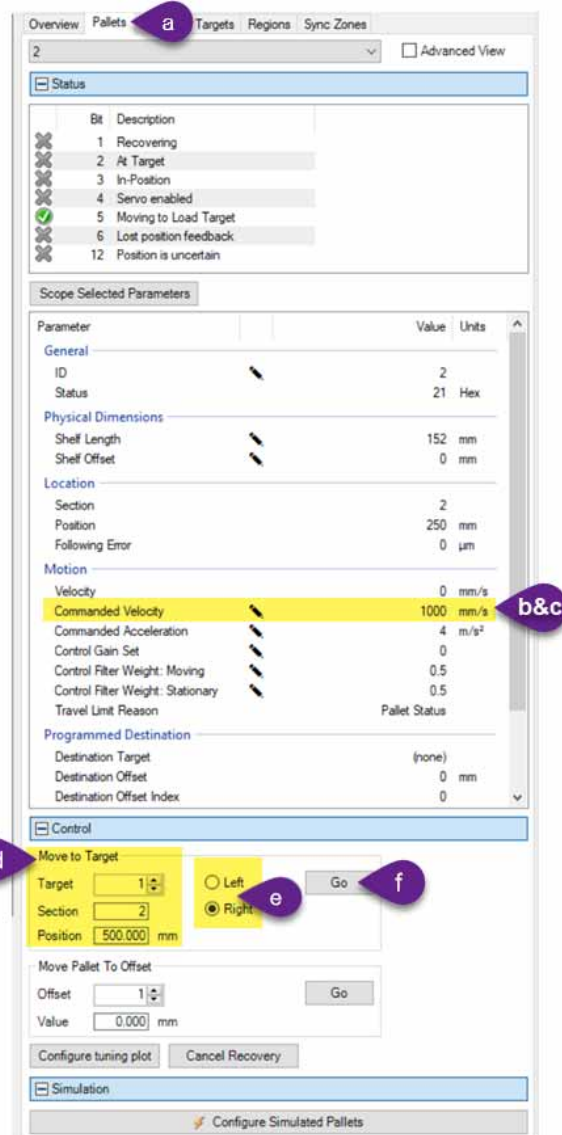 Overview Pallets a Targets Regions Sync Zones
2 Advanced View
Status
Bit Description
1 Recovering
2 At Target
3 In-Position
4 Servo enabled
5 Moving to Load Target
6 Lost position feedback
12 Position is uncertain
Scope Selected Parameters
Parameter Value Units
General
ID 2
Status 21 Hex
Physical Dimensions
Shelf Length 152 mm
Shelf Offset 0 mm
Location
Section 2
Position 250 mm
Following Error 0 µm
Motion
Velocity 0 mm/s
Commanded Velocity 1000 mm/s b&c
Commanded Acceleration 4 m/s²
Control Gain Set 0
Control Filter Weight: Moving 0.5
Control Filter Weight: Stationary 0.5
Travel Limit Reason Pallet Status
Programmed Destination
Destination Target (none)
Destination Offset 0 mm
Destination Offset Index 0
Control
d Move to Target
Target 1 Left Go f
Section 2 Right e
Position 500.000 mm
Move Pallet To Offset
Offset 1 Go
Value 0.000 mm
Configure tuning plot Cancel Recovery
Simulation
Configure Simulated Pallets